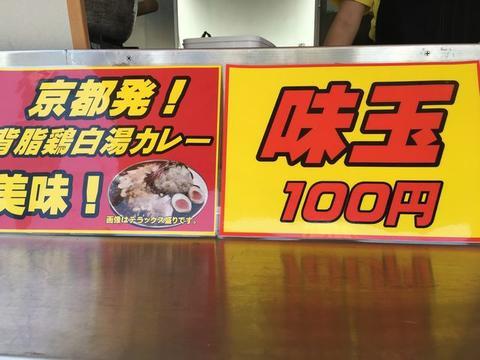 京都発！
背脂鶏白湯カレー
美味！
画像はデラックス盛りです。
味玉
100円